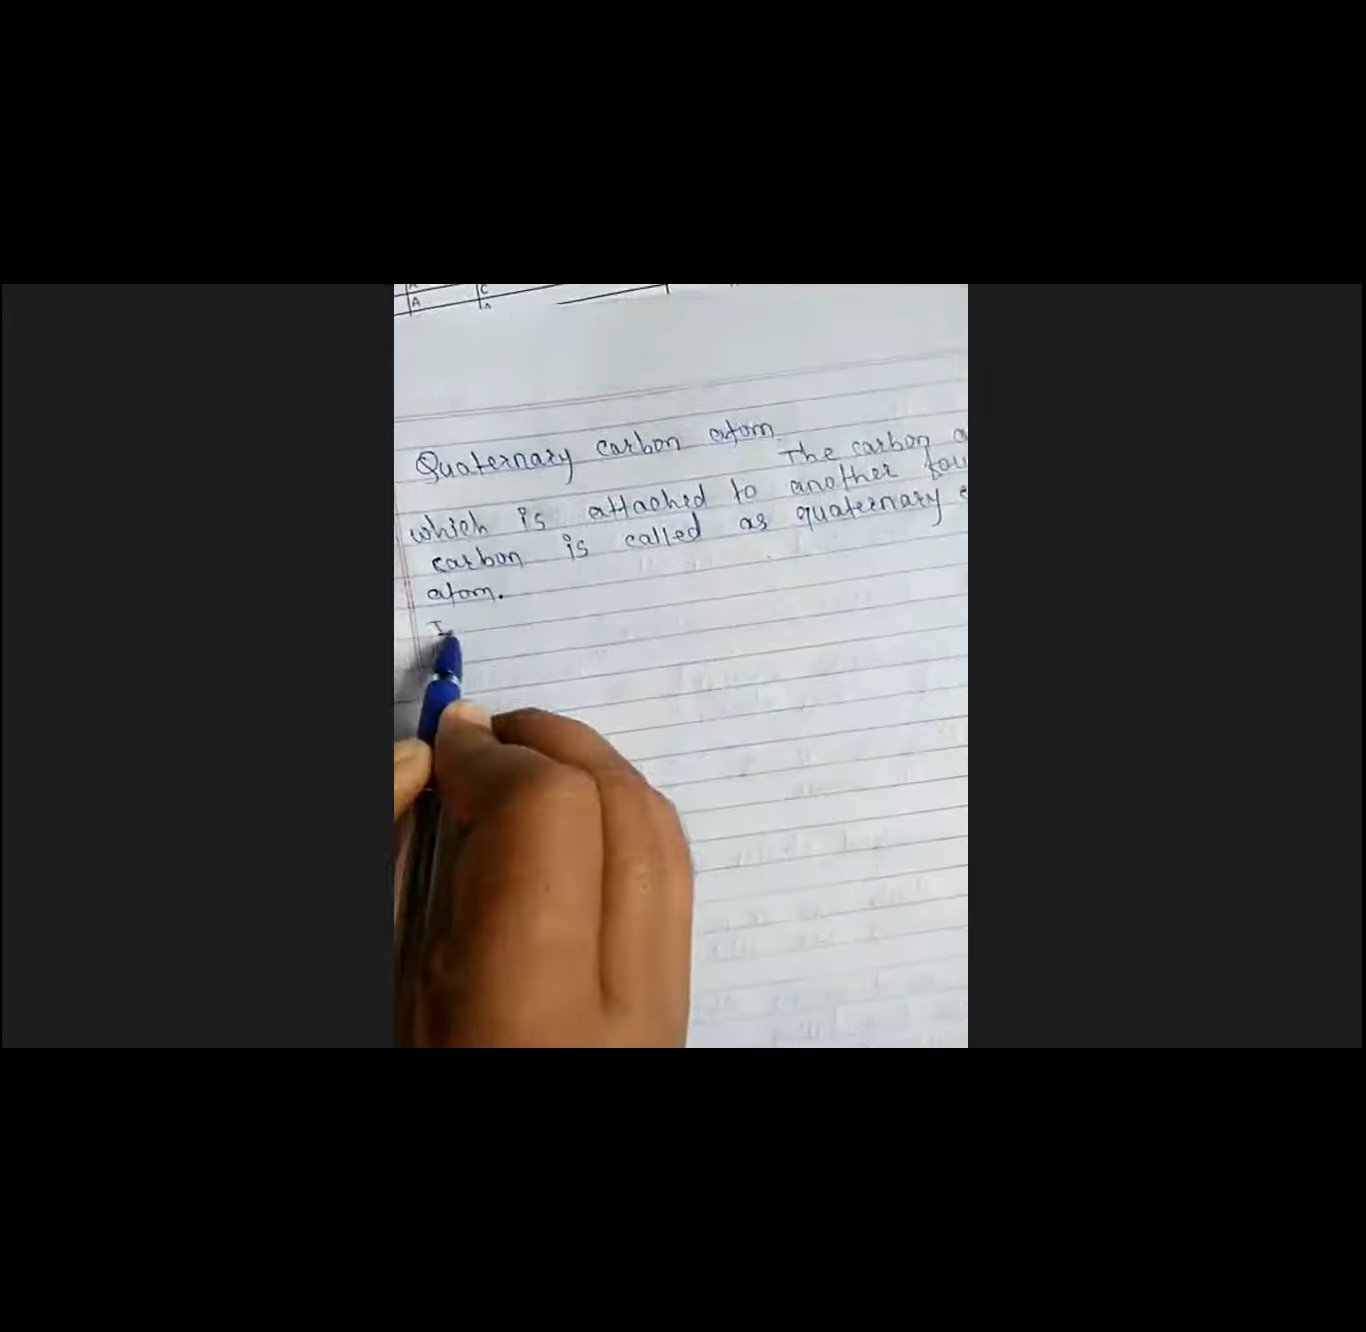 A C
Quaternary carbon atom.
The carbon
which is attached to another
carbon is called as quaternary
atom.
I